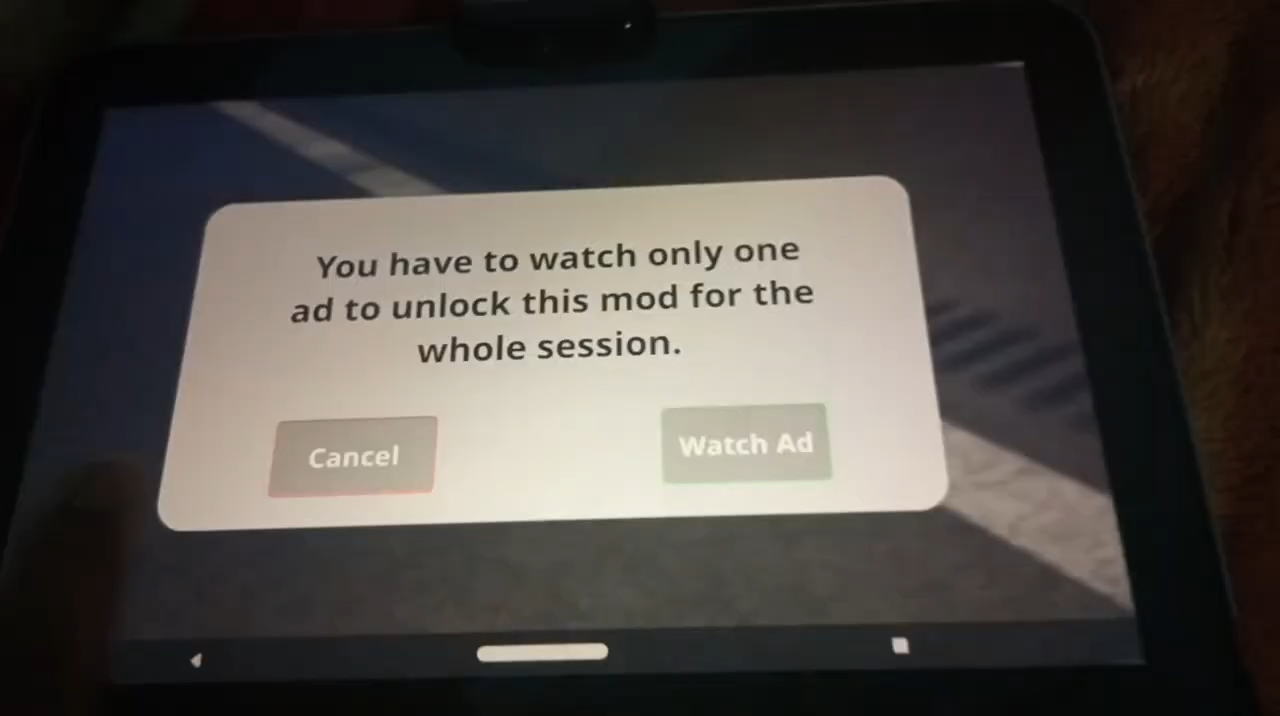 You have to watch only one
ad to unlock this mod for the
whole session.
Cancel
Watch Ad